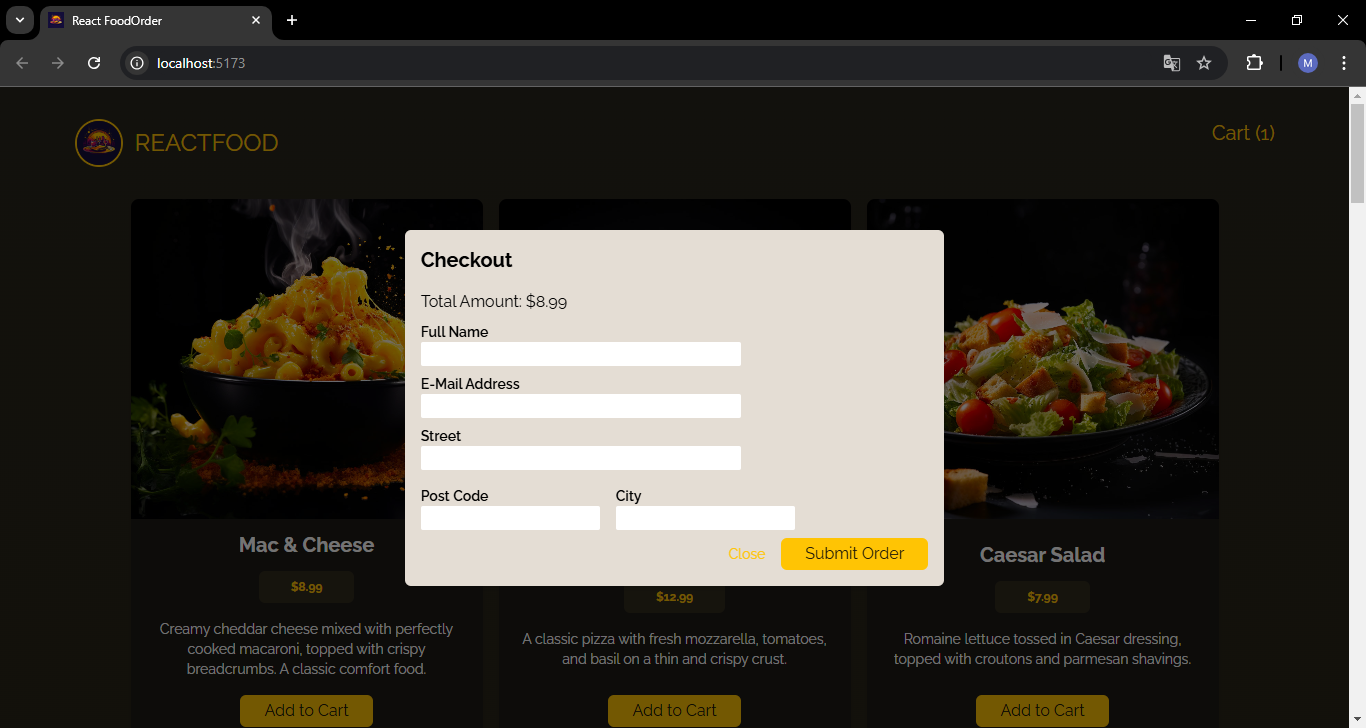 React FoodOrder
localhost:5173
M
REACTFOOD
Cart (1)
Checkout
Total Amount: $8.99
Full Name
E-Mail Address
Street
Post Code City
Close Submit Order
Mac & Cheese
$8.99
Creamy cheddar cheese mixed with perfectly
cooked macaroni, topped with crispy
breadcrumbs. A classic comfort food.
Add to Cart
$12.99
A classic pizza with fresh mozzarella, tomatoes,
and basil on a thin and crispy crust.
Add to Cart
Caesar Salad
$7.99
Romaine lettuce tossed in Caesar dressing,
topped with croutons and parmesan shavings.
Add to Cart